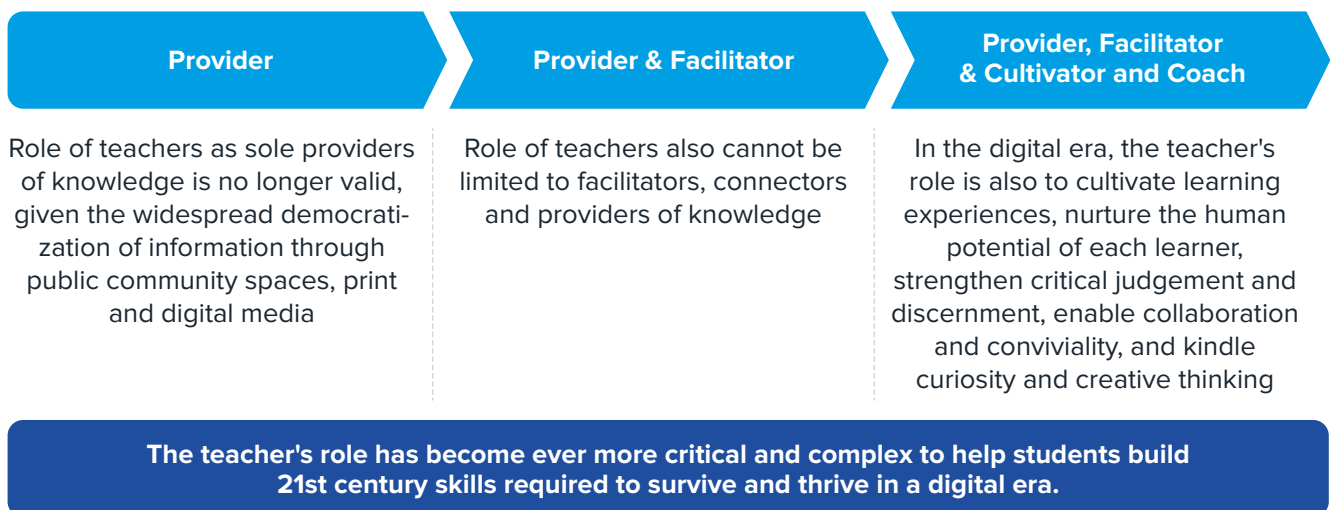 Provider
Provider & Facilitator
Provider, Facilitator
& Cultivator and Coach
Role of teachers as sole providers
of knowledge is no longer valid,
given the widespread democrati-
zation of information through
public community spaces, print
and digital media
Role of teachers also cannot be
limited to facilitators, connectors
and providers of knowledge
In the digital era, the teacher's
role is also to cultivate learning
experiences, nurture the human
potential of each learner,
strengthen critical judgement and
discernment, enable collaboration
and conviviality, and kindle
curiosity and creative thinking
The teacher's role has become ever more critical and complex to help students build
21st century skills required to survive and thrive in a digital era.